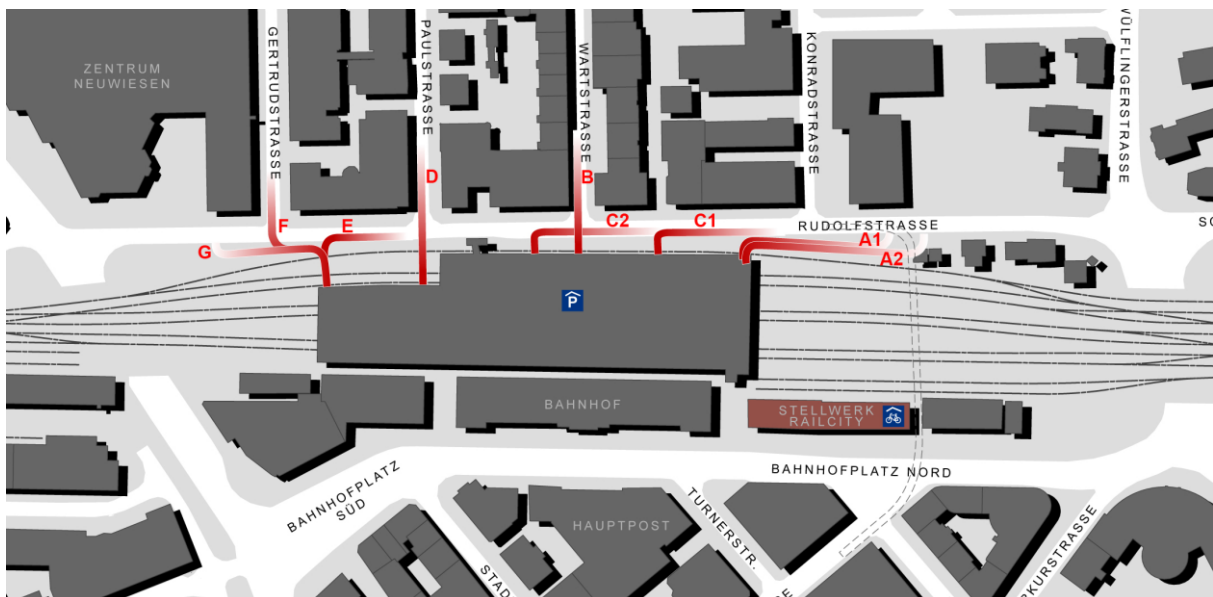 ZENTRUM
NEUWIESEN
GERTRUDSTRASSE
PAULSTRASSE
WARTSTRASSE
KONRADSTRASSE
WÜLFLINGERSTRASSE
D
B
F
E
C2
C1
RUDOLFSTRASSE
G
A1
A2
P
BAHNHOF
STELLWERK
RAILCITY
BAHNHOFPLATZ NORD
BAHNHOFPLATZ
SÜD
HAUPTPOST
TURNERSTR.